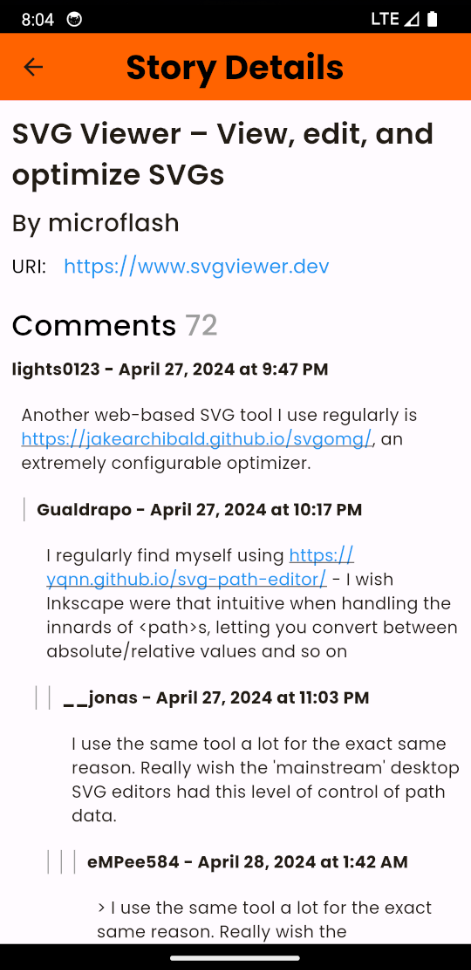 8:04
LTE
Story Details
SVG Viewer – View, edit, and
optimize SVGs
By microflash
URI: https://www.svgviewer.dev
Comments 72
lights0123 - April 27, 2024 at 9:47 PM
Another web-based SVG tool I use regularly is
https://jakearchibald.github.io/svgomg/, an
extremely configurable optimizer.
Gualdrapo - April 27, 2024 at 10:17 PM
I regularly find myself using https://
yqnn.github.io/svg-path-editor/ - I wish
Inkscape were that intuitive when handling the
innards of <path>s, letting you convert between
absolute/relative values and so on
__jonas - April 27, 2024 at 11:03 PM
I use the same tool a lot for the exact same
reason. Really wish the 'mainstream' desktop
SVG editors had this level of control of path
data.
eMPee584 - April 28, 2024 at 1:42 AM
> I use the same tool a lot for the exact
same reason. Really wish the